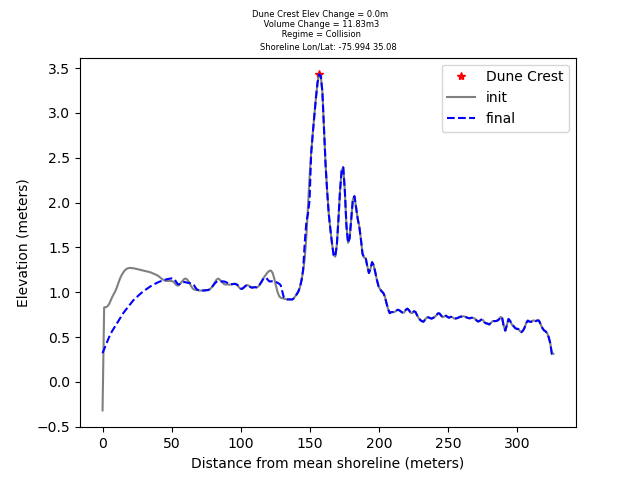 Dune Crest Elev Change = 0.0m
Volume Change = 11.83m
Regime = Collision
Shoreline Lon/Lat: -75.994 35.08
3.5
3.0
2.5
2.0
1.5
1.0
0.5
0.0
−0.5
Elevation (meters)
Dune Crest
init
final
0 50 100 150 200 250 300
Distance from mean shoreline (meters)